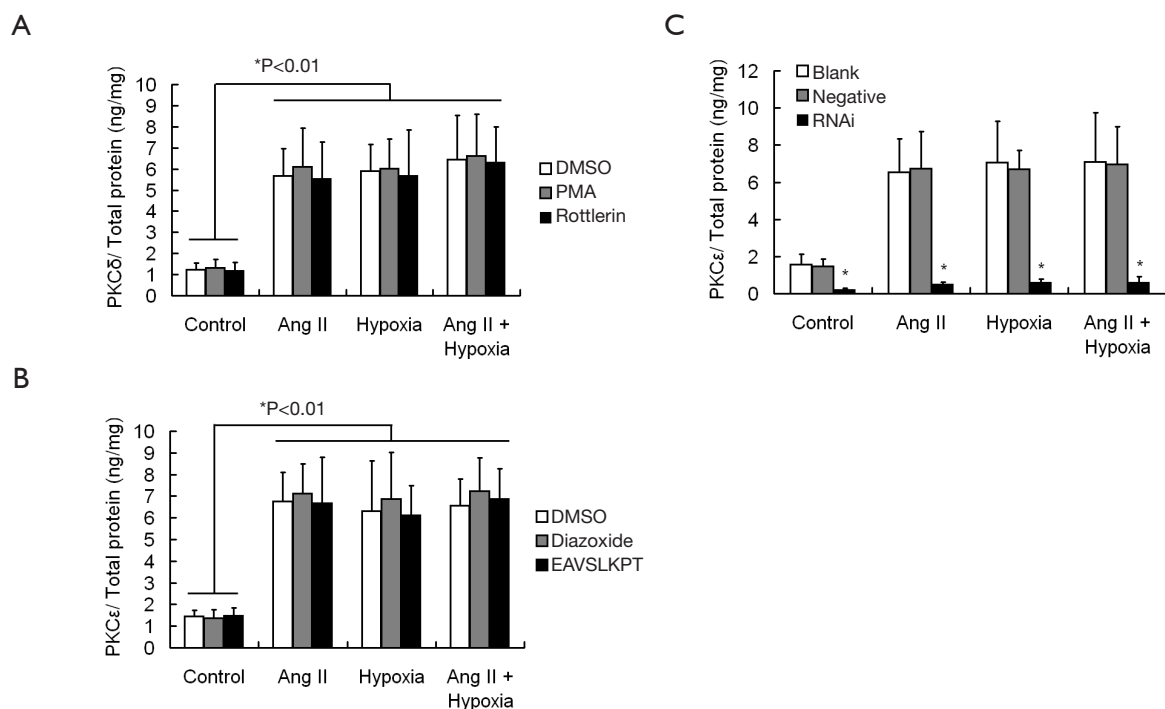 A
PKCδ/ Total protein (ng/mg)
*P<0.01
10
9
8
7
6
5
4
3
2
1
0
DMSO
PMA
Rottlerin
Control Ang II Hypoxia Ang II +
Hypoxia
B
PKCε/ Total protein (ng/mg)
*P<0.01
10
9
8
7
6
5
4
3
2
1
0
DMSO
Diazoxide
EAVSLKPT
Control Ang II Hypoxia Ang II +
Hypoxia
C
PKCε/ Total protein (ng/mg)
12
10
8
6
4
2
0
Blank
Negative
RNAi
* * * *
Control Ang II Hypoxia Ang II +
Hypoxia